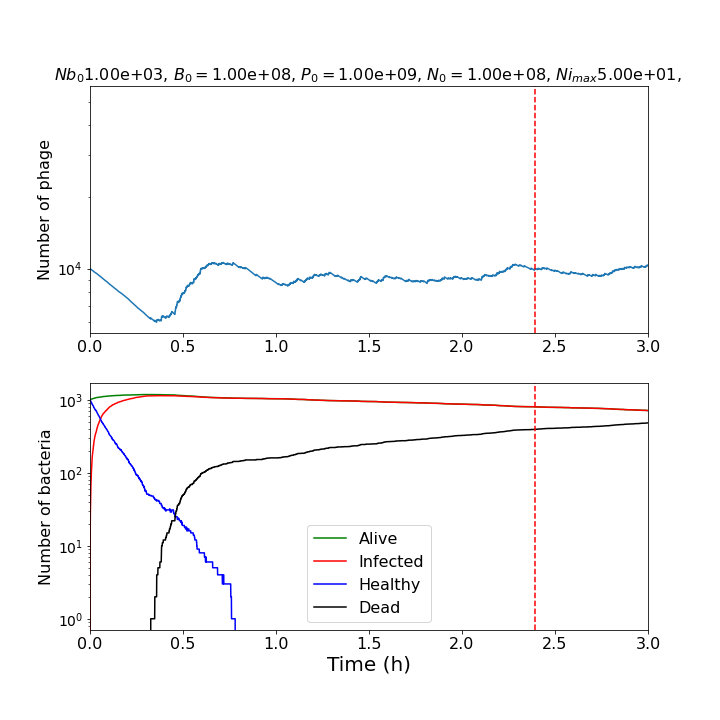 Nb₀1.00e+03, B₀ = 1.00e+08, P₀ = 1.00e+09, N₀ = 1.00e+08, Ni_max5.00e+01,
Number of phage
10⁴
0.0 0.5 1.0 1.5 2.0 2.5 3.0
Number of bacteria
10³
10²
10¹
10⁰
Alive
Infected
Healthy
Dead
0.0 0.5 1.0 1.5 2.0 2.5 3.0
Time (h)